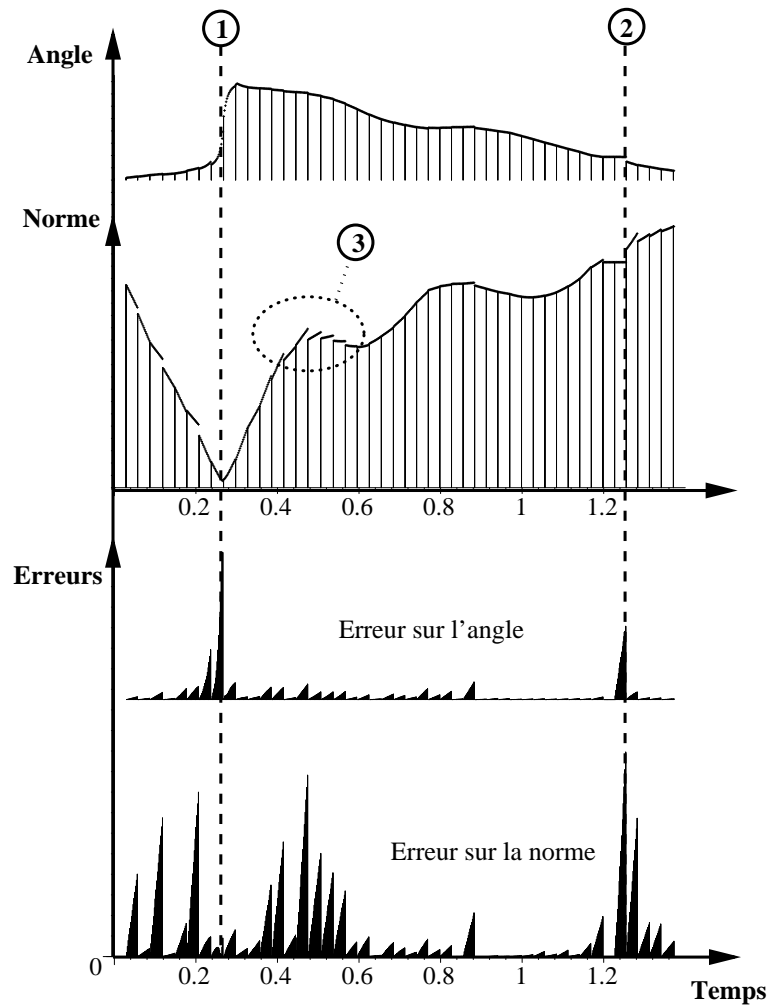 1 2
Angle
Norme
3
0.2 0.4 0.6 0.8 1 1.2
Erreurs
Erreur sur l'angle
Erreur sur la norme
0 0.2 0.4 0.6 0.8 1 1.2
Temps